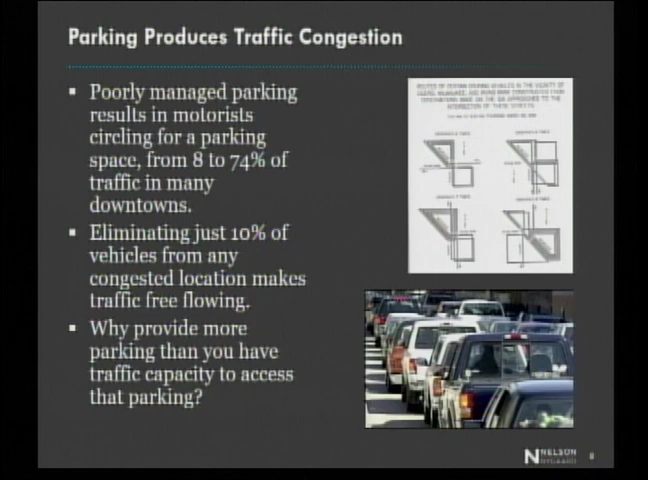 Parking Produces Traffic Congestion
▪ Poorly managed parking
results in motorists
circling for a parking
space, from 8 to 74% of
traffic in many
downtowns.
▪ Eliminating just 10% of
vehicles from any
congested location makes
traffic free flowing.
▪ Why provide more
parking than you have
traffic capacity to access
that parking?
NELSON
NYGAARD
8